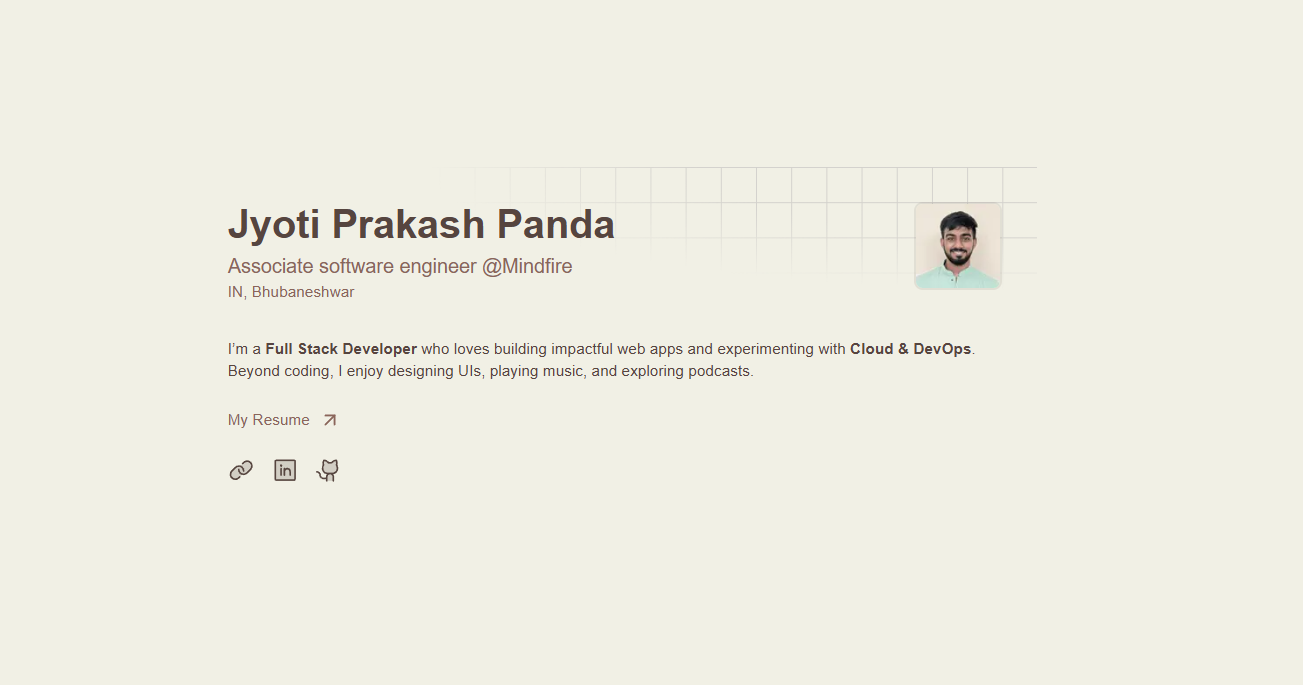 Jyoti Prakash Panda
Associate software engineer @Mindfire
IN, Bhubaneshwar
I’m a Full Stack Developer who loves building impactful web apps and experimenting with Cloud & DevOps.
Beyond coding, I enjoy designing UIs, playing music, and exploring podcasts.
My Resume
in